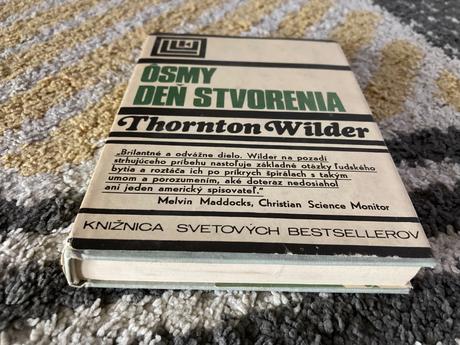 ÔSMY
DEŇ STVORENIA
Thornton Wilder
„Brilantné a odvážne dielo. Wilder na pozadí
strhujúceho príbehu nastoľuje základné otázky ľudského
bytia a roztáča ich po príkrych špirálach s takým
umom a porozumením, aké doteraz nedosiahol
ani jeden americký spisovateľ.“
Melvin Maddocks, Christian Science Monitor
KNIŽNICA SVETOVÝCH BESTSELLEROV